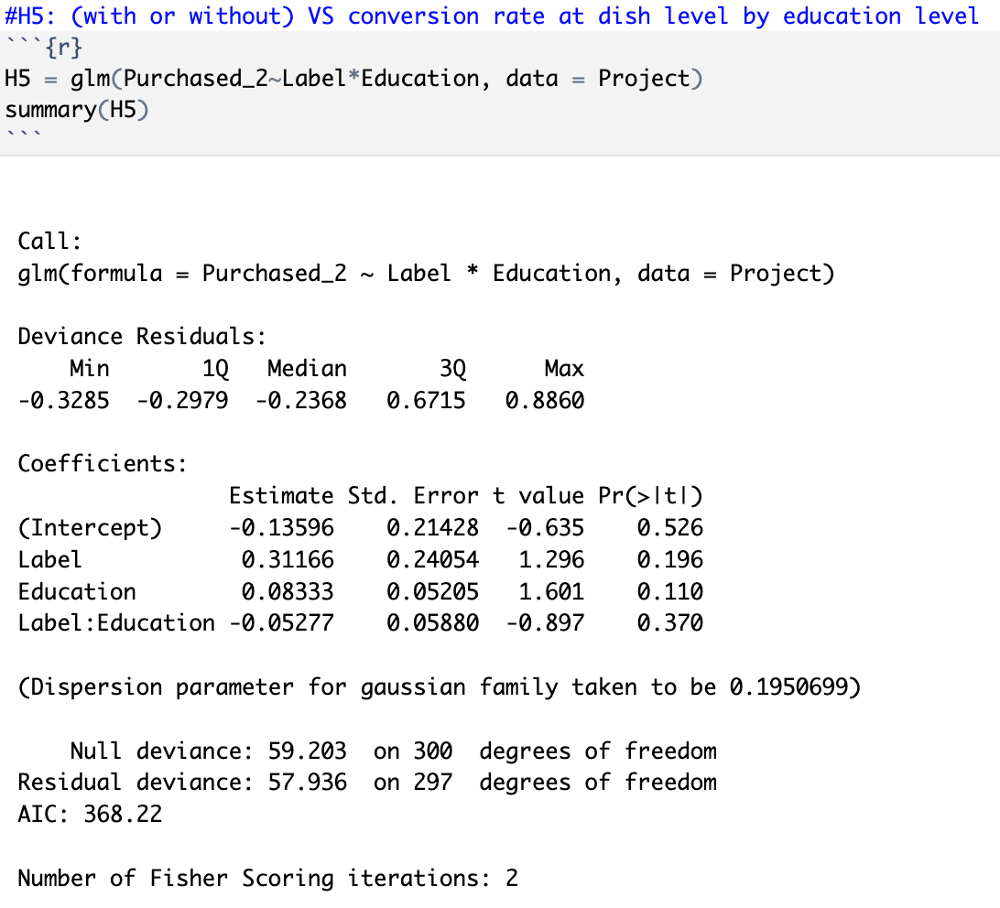 #H5: (with or without) VS conversion rate at dish level by education level
```{r}
H5 = glm(Purchased_2~Label*Education, data = Project)
summary(H5)
```
Call:
glm(formula = Purchased_2 ~ Label * Education, data = Project)
Deviance Residuals:
    Min       1Q   Median       3Q      Max
-0.3285  -0.2979  -0.2368   0.6715   0.8860
Coefficients:
                Estimate Std. Error t value Pr(>|t|)
(Intercept)     -0.13596    0.21428  -0.635    0.526
Label            0.31166    0.24054   1.296    0.196
Education        0.08333    0.05205   1.601    0.110
Label:Education -0.05277    0.05880  -0.897    0.370
(Dispersion parameter for gaussian family taken to be 0.1950699)
    Null deviance: 59.203  on 300  degrees of freedom
Residual deviance: 57.936  on 297  degrees of freedom
AIC: 368.22
Number of Fisher Scoring iterations: 2